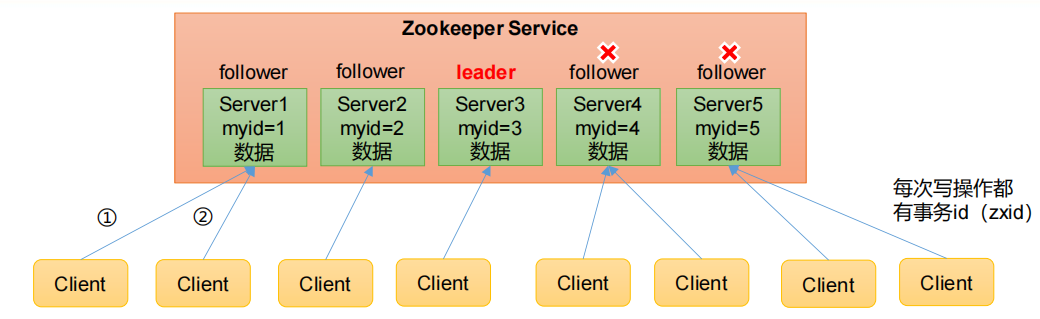 Zookeeper Service
follower
follower
leader
follower
follower
Server1
myid=1
数据
Server2
myid=2
数据
Server3
myid=3
数据
Server4
myid=4
数据
Server5
myid=5
数据
每次写操作都
有事务id（zxid）
①
②
Client
Client
Client
Client
Client
Client
Client
Client